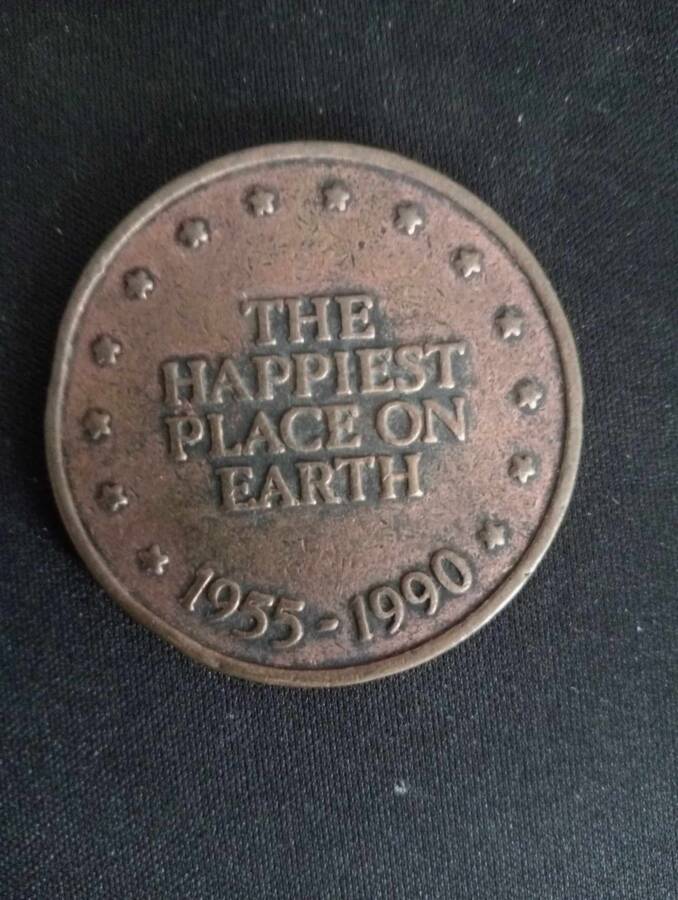 THE
HAPPIEST
PLACE ON
EARTH
1955-1990